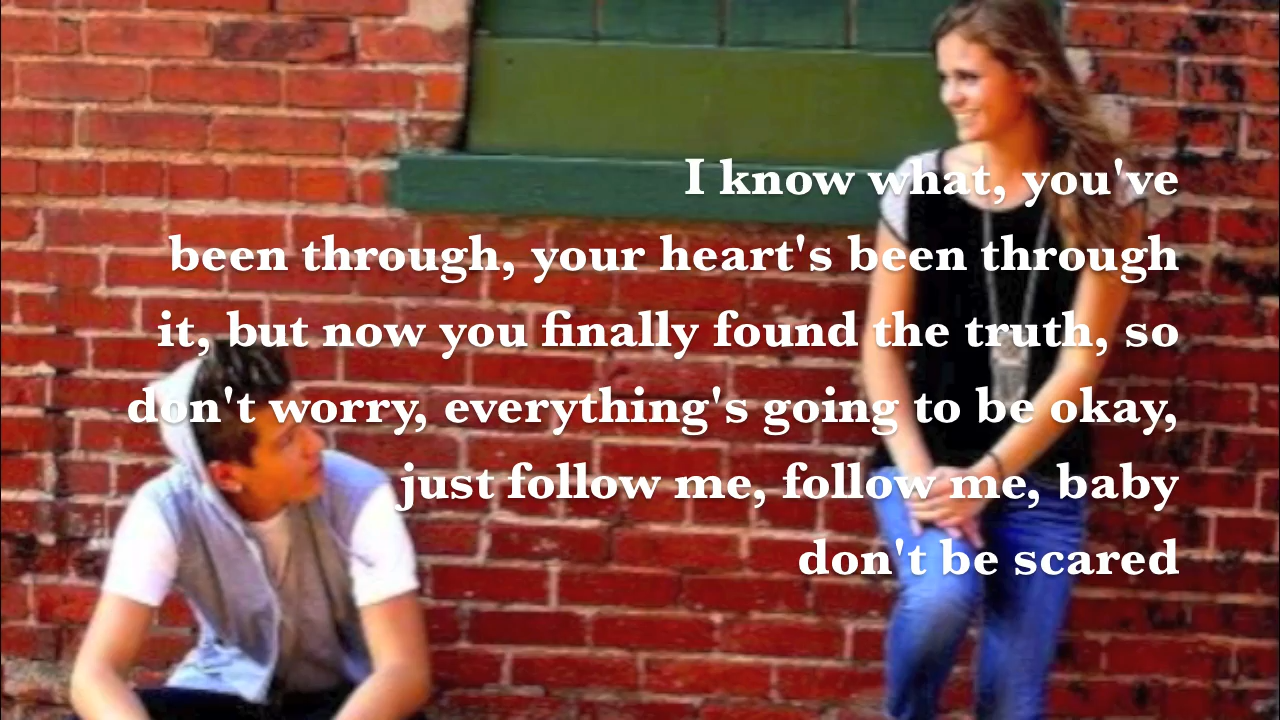 I know what, you've
been through, your heart's been through
it, but now you finally found the truth, so
don't worry, everything's going to be okay,
just follow me, follow me, baby
don't be scared